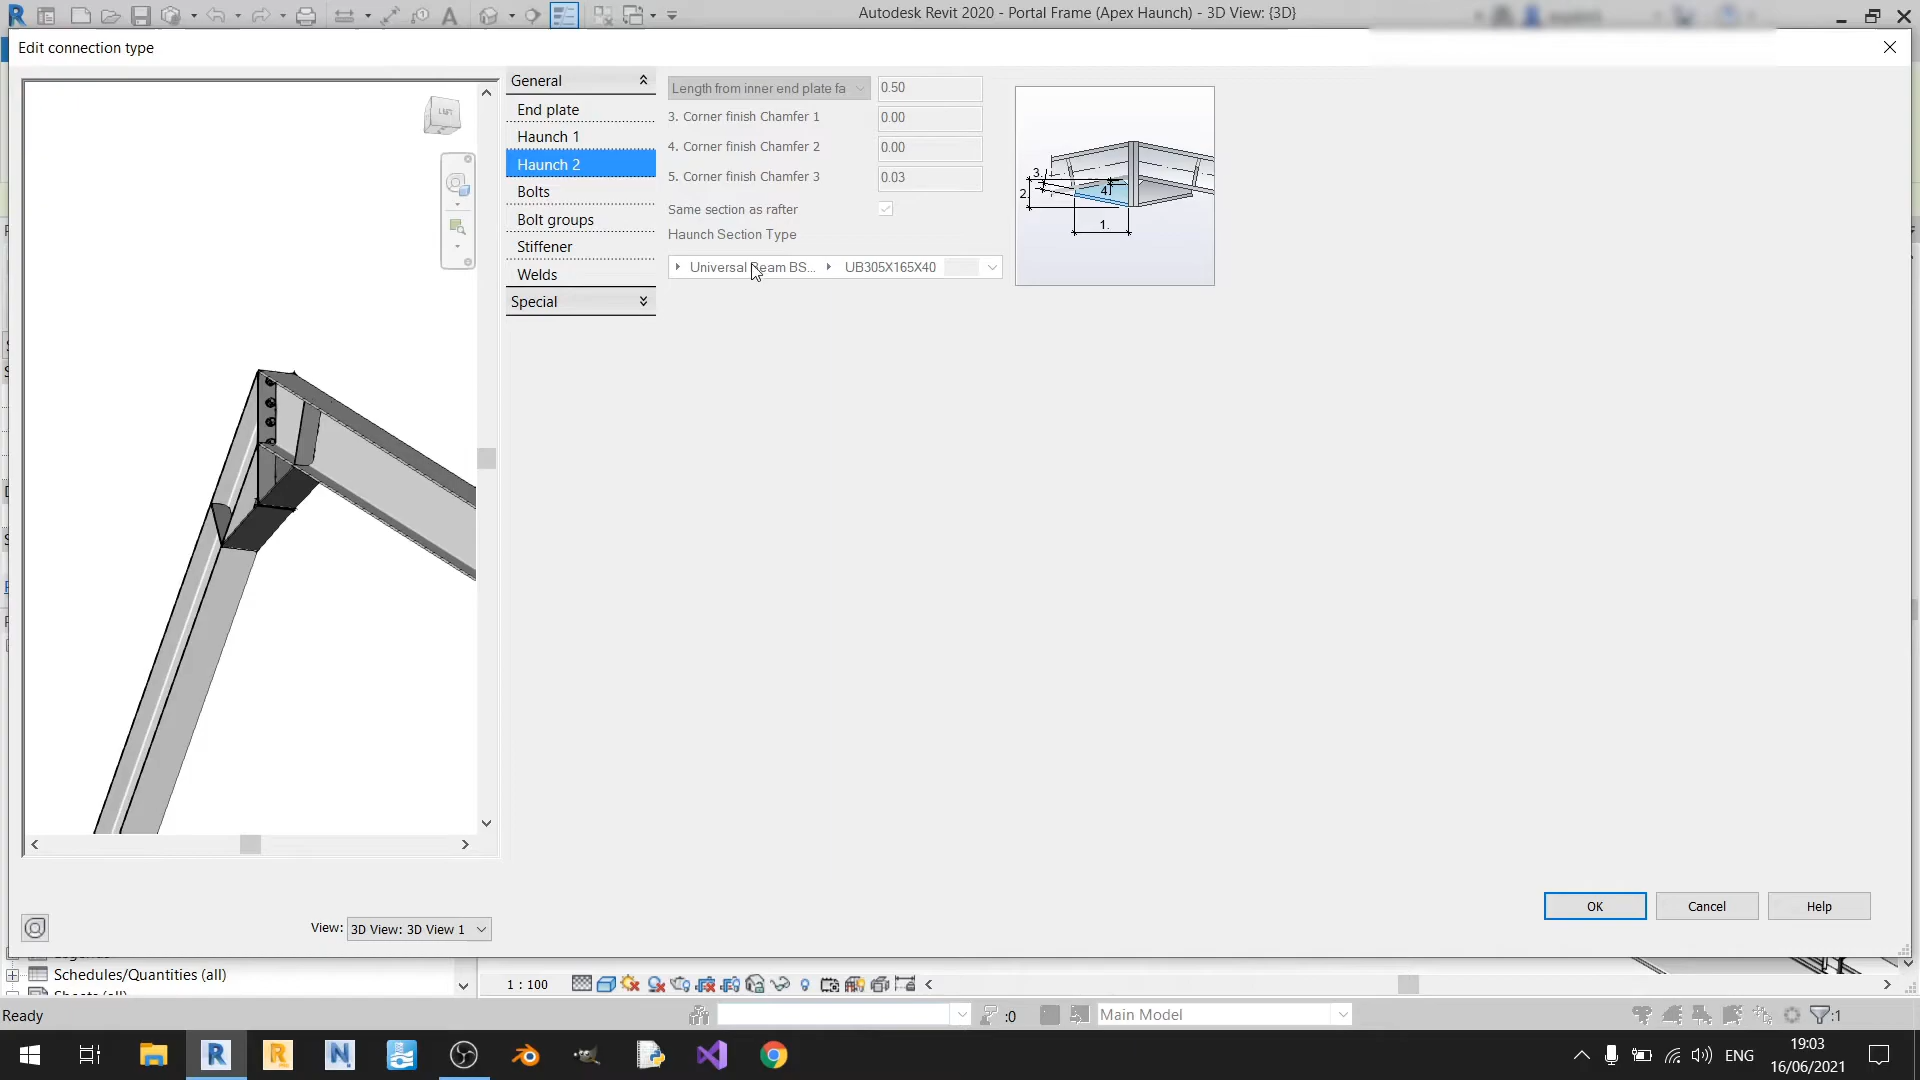 Autodesk Revit 2020 - Portal Frame (Apex Haunch) - 3D View: {3D}
Edit connection type
LEFT
General
End plate
Haunch 1
Haunch 2
Bolts
Bolt groups
Stiffener
Welds
Special
Length from inner end plate fa
0.50
3. Corner finish Chamfer 1
0.00
4. Corner finish Chamfer 2
0.00
5. Corner finish Chamfer 3
0.03
Same section as rafter
Haunch Section Type
Universal Beam BS...
UB305X165X40
3.
2.
4.
1.
OK
Cancel
Help
View:
3D View: 3D View 1
Schedules/Quantities (all)
1 : 100
Ready
:0
Main Model
:1
ENG
19:03
16/06/2021